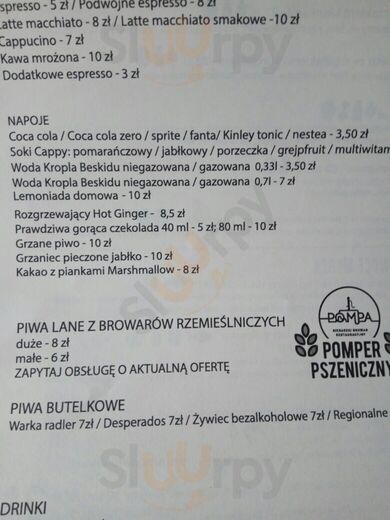 spresso - 5 zł / Podwójne espresso - 8 zł
Latte macchiato - 8 zł / Latte macchiato smakowe -10 zł
Cappucino - 7 zł
Kawa mrożona - 10 zł
Dodatkowe espresso - 3 zł
NAPOJE
Coca cola / Coca cola zero / sprite / fanta/ Kinley tonic / nestea - 3,50 zł
Soki Cappy: pomarańczowy / jabłkowy / porzeczka / grejpfruit / multiwitam
Woda Kropla Beskidu niegazowana / gazowana 0,33l - 3,50 zł
Woda Kropla Beskidu niegazowana / gazowana 0,7l - 7 zł
Lemoniada domowa - 10 zł
Rozgrzewający Hot Ginger - 8,5 zł
Prawdziwa gorąca czekolada 40 ml - 5 zł; 80 ml - 10 zł
Grzane piwo - 10 zł
Grzaniec pieczone jabłko - 10 zł
Kakao z piankami Marshmallow - 8 zł
PIWA LANE Z BROWARÓW RZEMIEŚLNICZYCH
duże - 8 zł
małe - 6 zł
ZAPYTAJ OBSŁUGĘ O AKTUALNĄ OFERTĘ
POMPA
POMPER
PSZENICZNY
PIWA BUTELKOWE
Warka radler 7zł / Desperados 7zł / Żywiec bezalkoholowe 7zł / Regionalne
DRINKI
Sluurpy
Sluurpy
Sluurpy